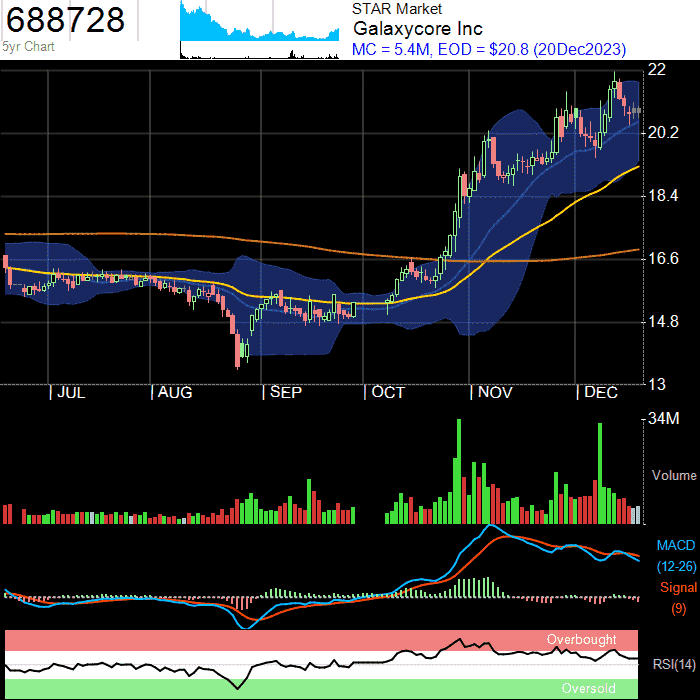 688728
5yr Chart
STAR Market
Galaxycore Inc
MC = 5.4M, EOD = $20.8 (20Dec2023)
22
20.2
18.4
16.6
14.8
13
| JUL | AUG | SEP | OCT | NOV | DEC
34M
Volume
MACD
(12-26)
Signal
(9)
Overbought
RSI(14)
Oversold